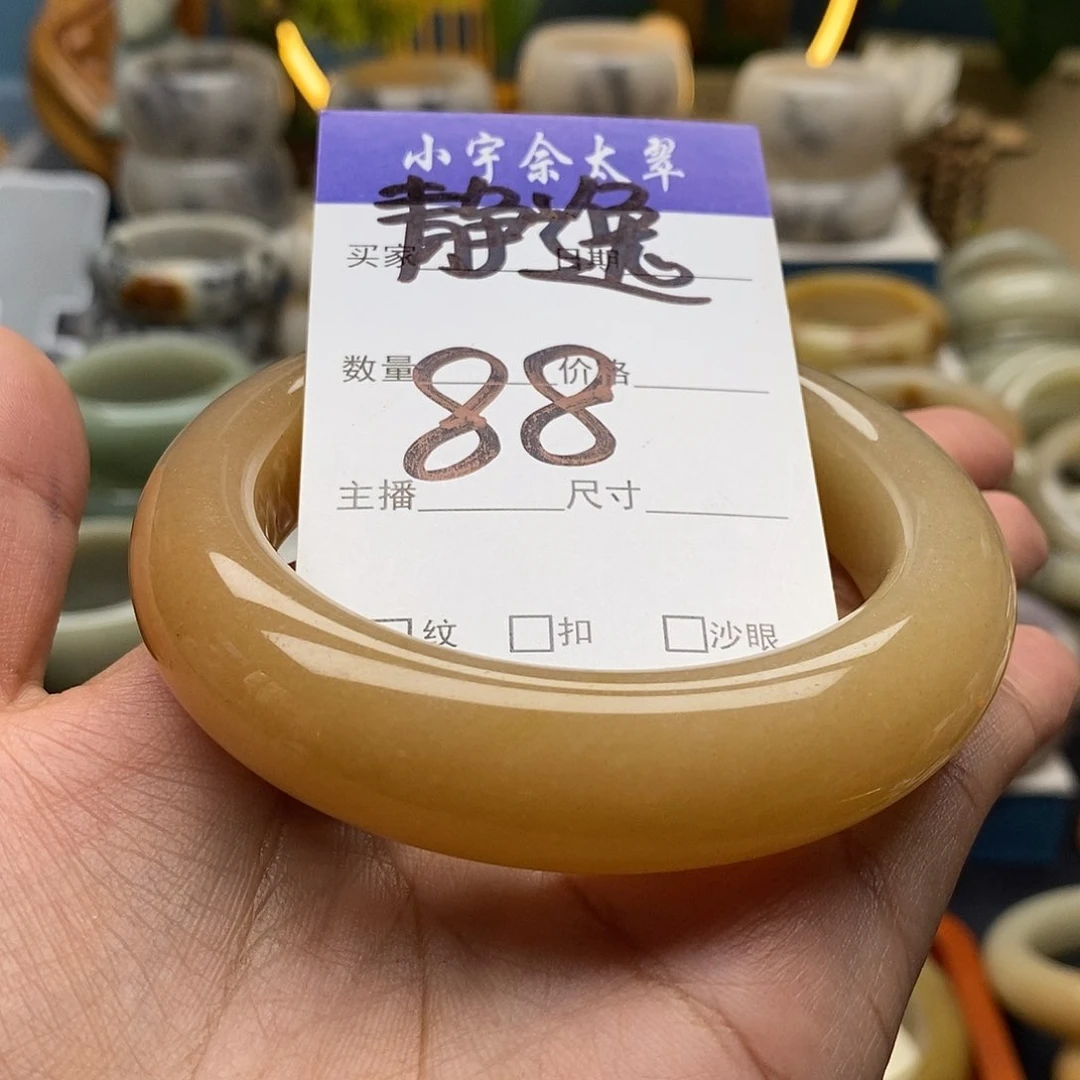 小宇佘太翠
静逸
买家 日期
88
数量 价格
主播 尺寸
纹 扣 沙眼